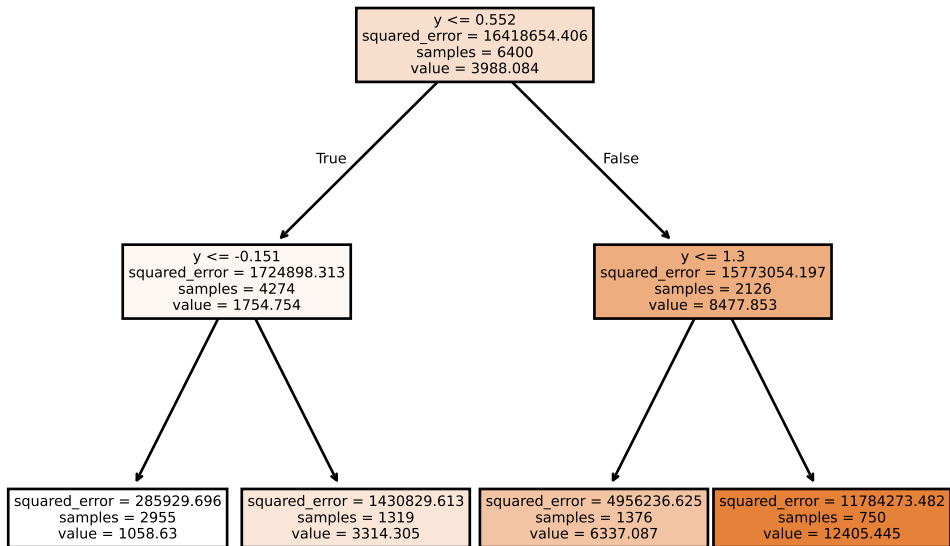 y <= 0.552
squared_error = 16418654.406
samples = 6400
value = 3988.084
True
False
y <= -0.151
squared_error = 1724898.313
samples = 4274
value = 1754.754
y <= 1.3
squared_error = 15773054.197
samples = 2126
value = 8477.853
squared_error = 285929.696
samples = 2955
value = 1058.63
squared_error = 1430829.613
samples = 1319
value = 3314.305
squared_error = 4956236.625
samples = 1376
value = 6337.087
squared_error = 11784273.482
samples = 750
value = 12405.445